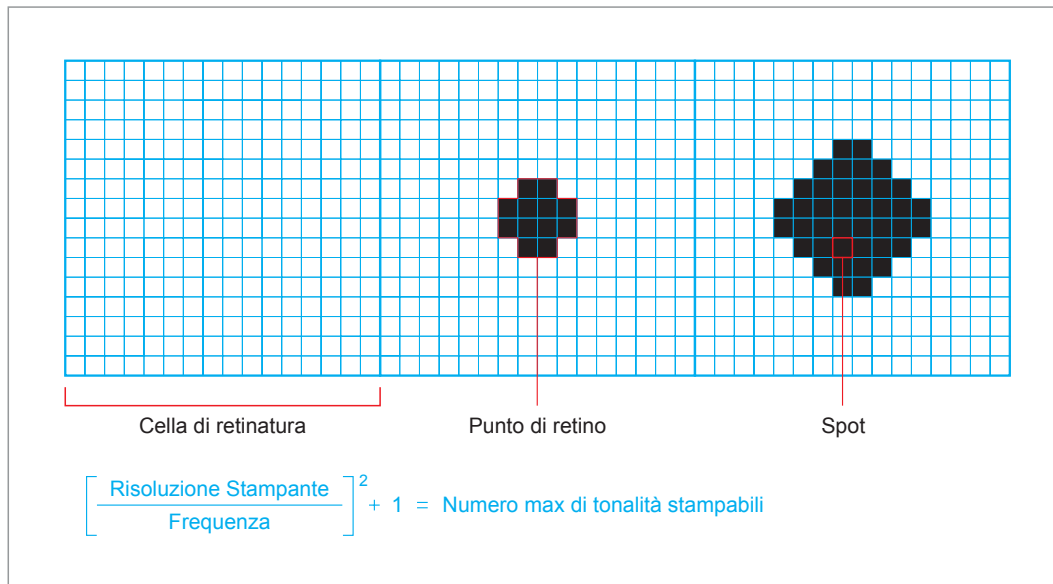 Cella di retinatura
Punto di retino
Spot
Risoluzione Stampante
Frequenza
2
+ 1 = Numero max di tonalità stampabili